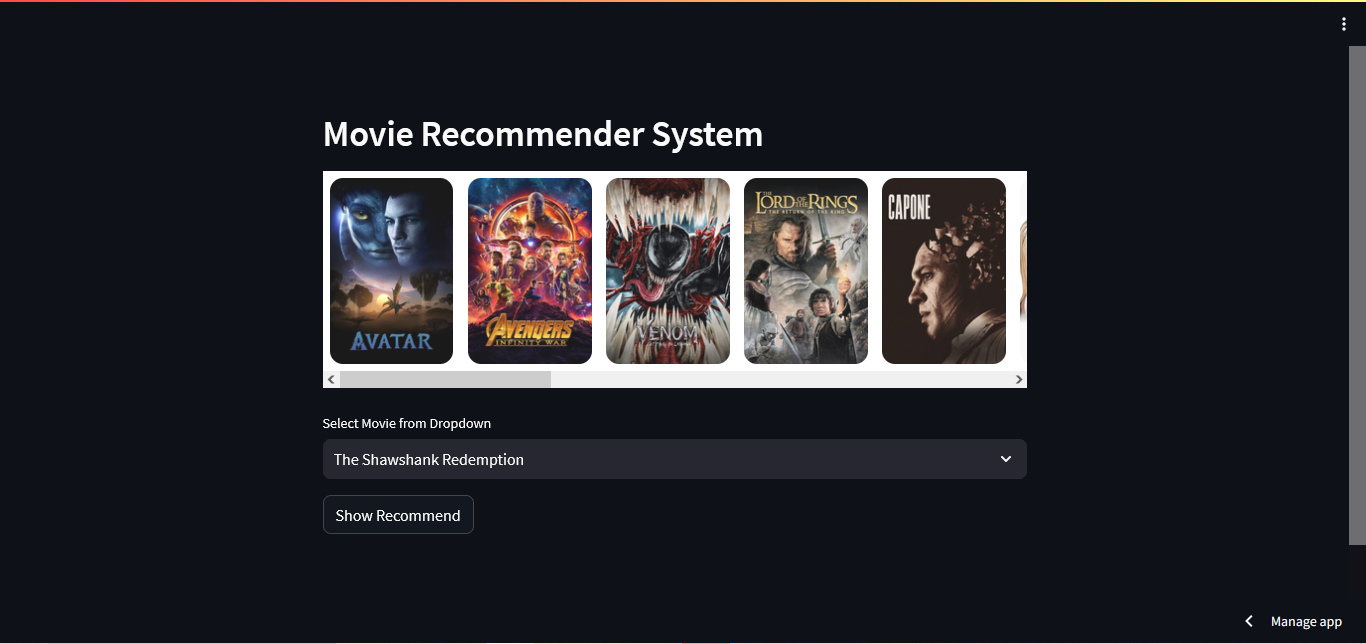 Movie Recommender System
AVATAR
AVENGERS
INFINITY WAR
VENOM
THE
LORD OF THE RINGS
THE RETURN OF THE KING
CAPONE
Select Movie from Dropdown
The Shawshank Redemption
Show Recommend
Manage app